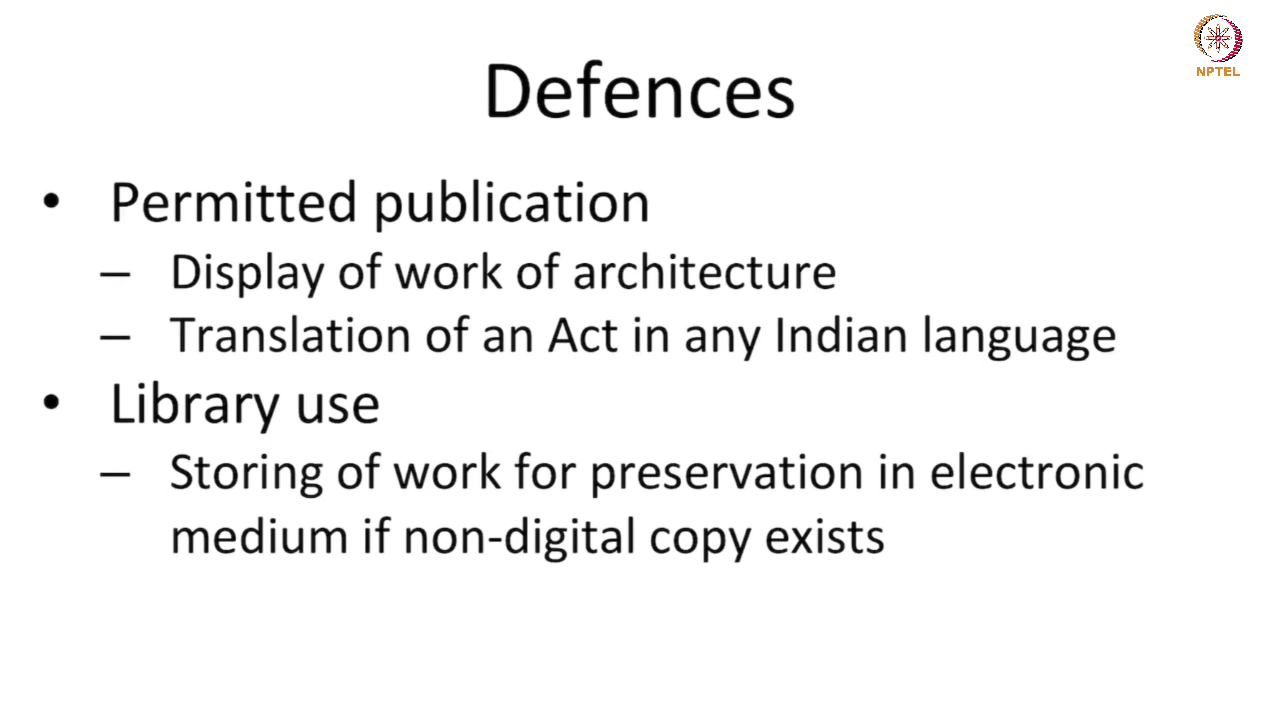 NPTEL
Defences
• Permitted publication
– Display of work of architecture
– Translation of an Act in any Indian language
• Library use
– Storing of work for preservation in electronic
medium if non-digital copy exists